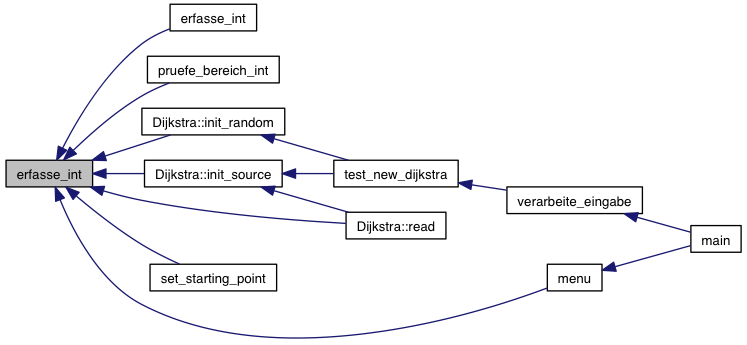 erfasse_int
pruefe_bereich_int
Dijkstra::init_random
erfasse_int
Dijkstra::init_source
test_new_dijkstra
verarbeite_eingabe
Dijkstra::read
main
set_starting_point
menu